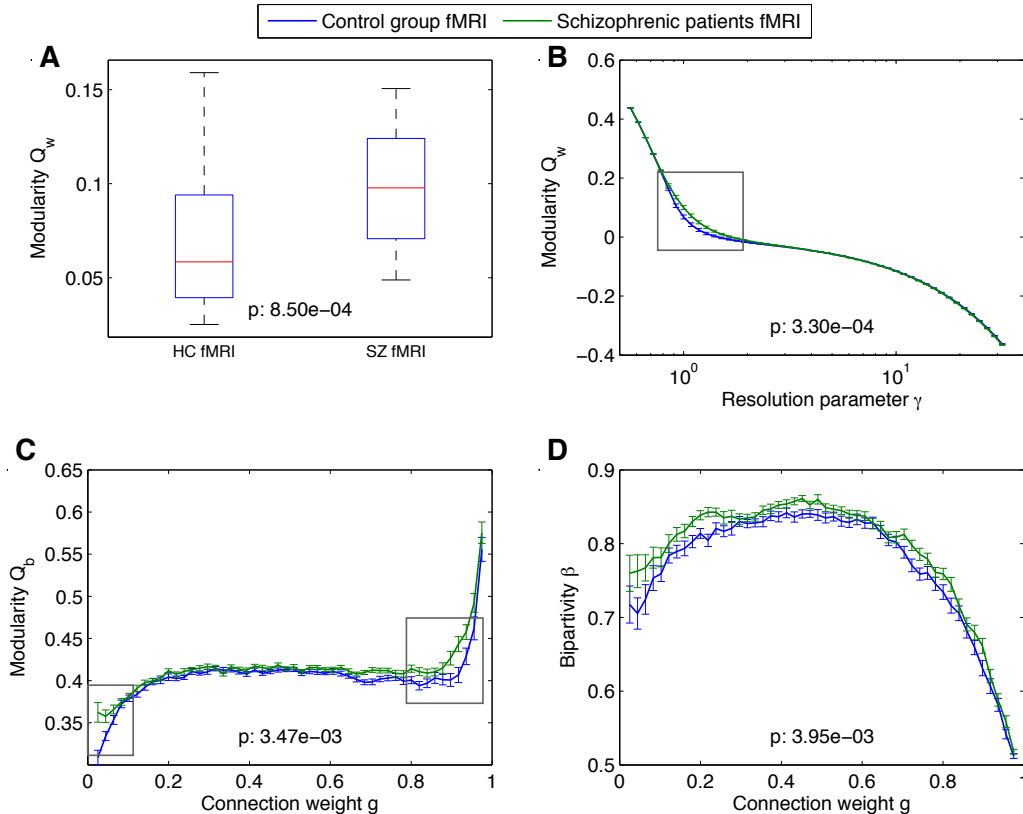 Control group fMRI Schizophrenic patients fMRI
A
Modularity Q_w
0.15
0.1
0.05
p: 8.50e−04
HC fMRI SZ fMRI
B
Modularity Q_w
0.6
0.4
0.2
0
−0.2
−0.4
p: 3.30e−04
10^0 10^1
Resolution parameter γ
C
Modularity Q_b
0.65
0.6
0.55
0.5
0.45
0.4
0.35
p: 3.47e−03
0 0.2 0.4 0.6 0.8 1
Connection weight g
D
Bipartivity β
0.9
0.8
0.7
0.6
0.5
p: 3.95e−03
0 0.2 0.4 0.6 0.8 1
Connection weight g